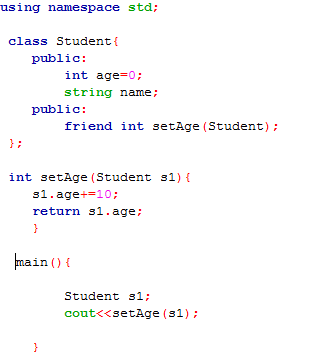 using namespace std;
class Student{
public:
int age=0;
string name;
public:
friend int setAge(Student);
};
int setAge(Student s1){
s1.age+=10;
return s1.age;
}
main(){
Student s1;
cout<<setAge(s1);
}